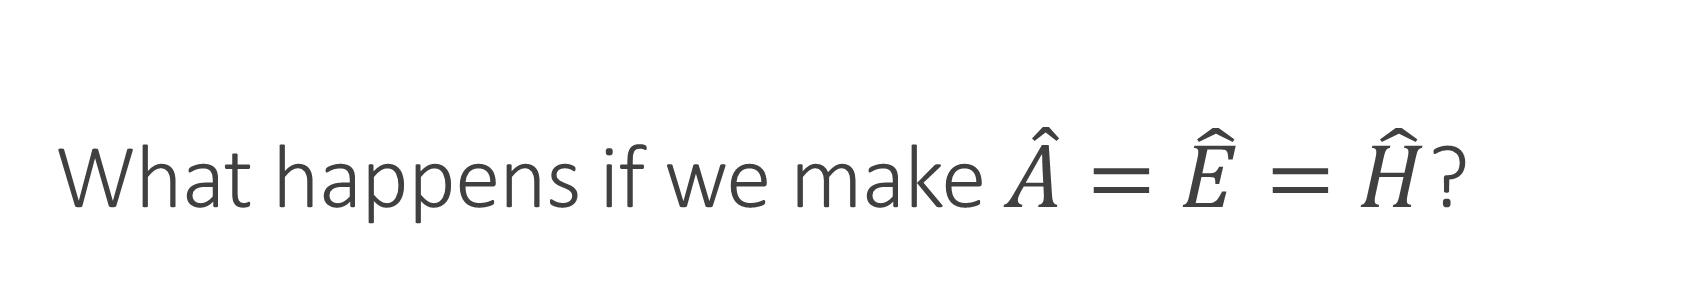 What happens if we make Â = Ê = Ĥ?